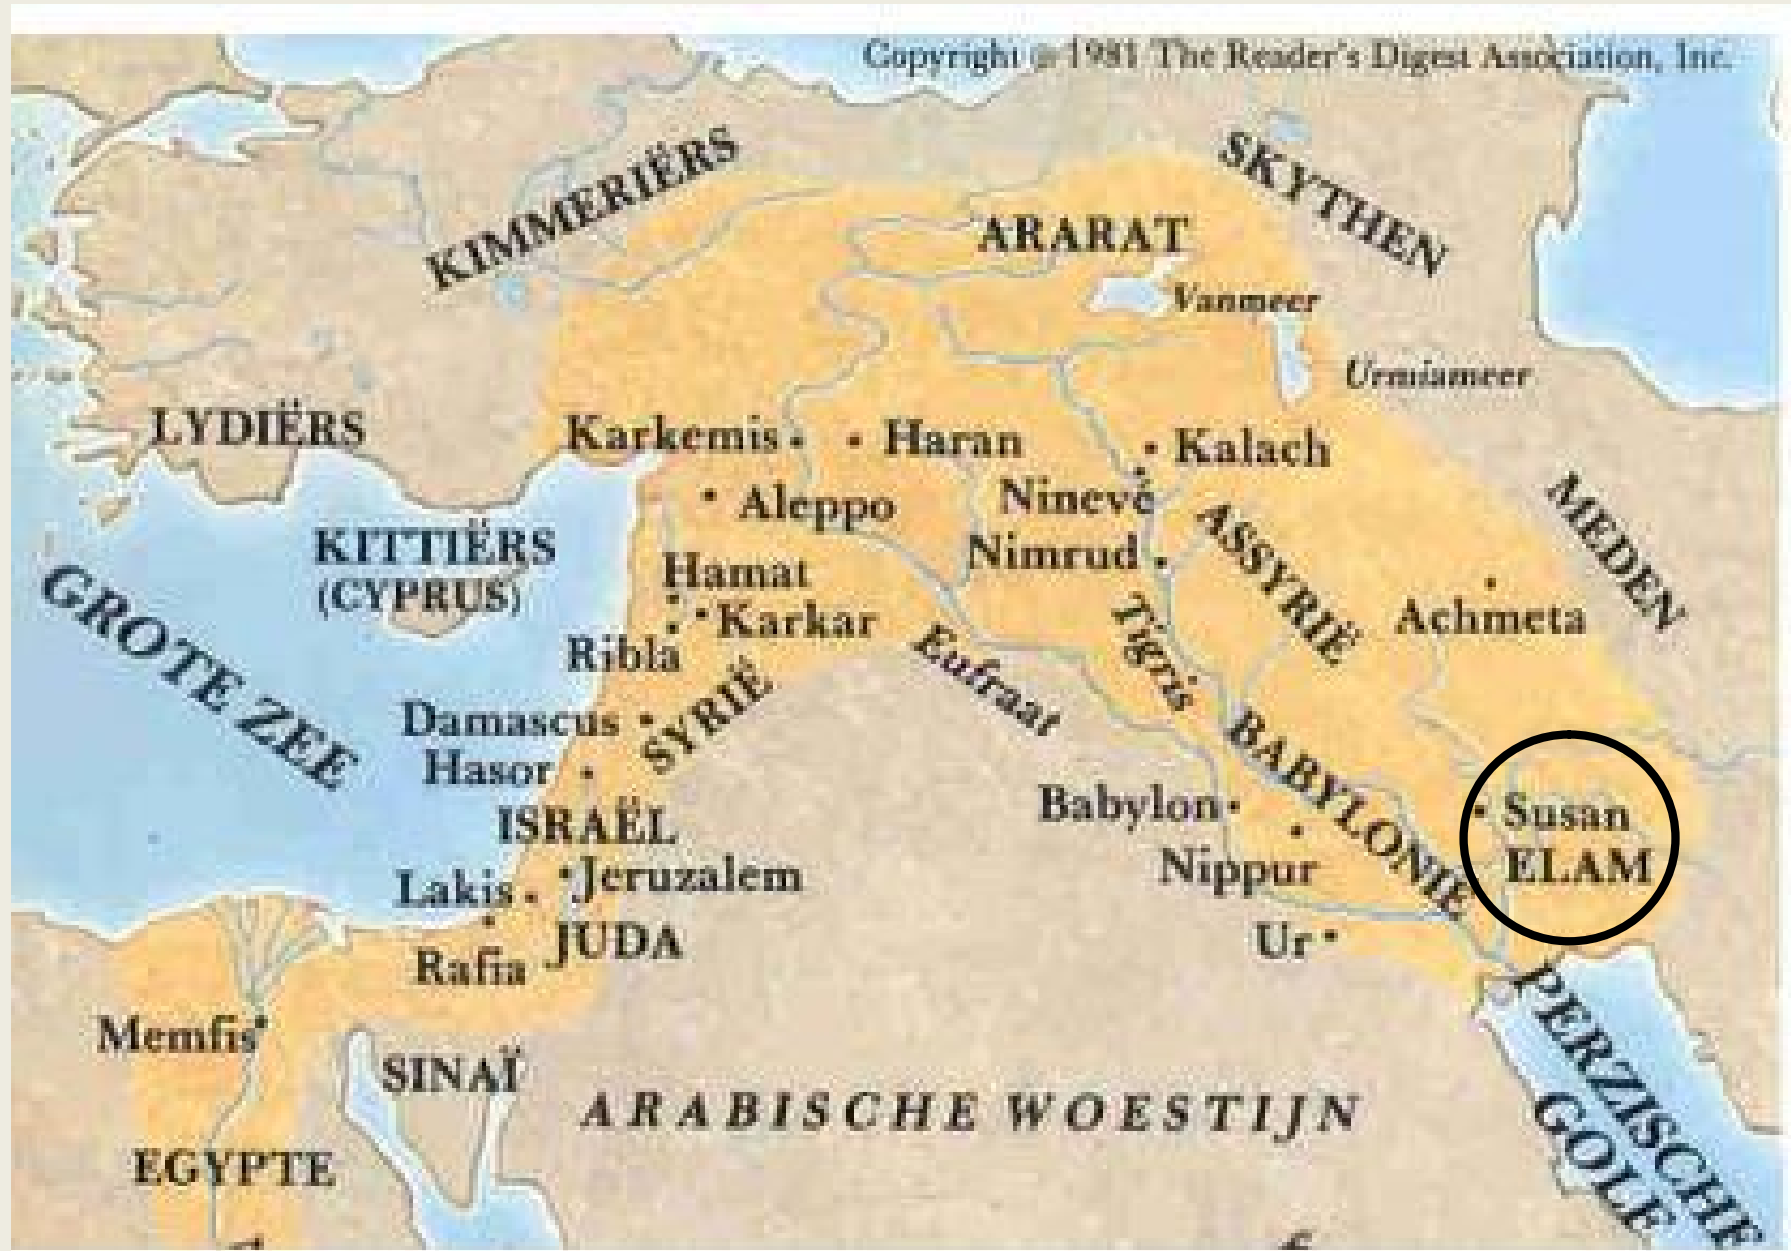 Copyright © 1981 The Reader's Digest Association, Inc.
KIMMERIËRS
SKYTHEN
ARARAT
Vanmeer
Urmiameer
LYDIËRS
Karkemis
Haran
Kalach
Aleppo
Ninevé
MEDEN
KITTIËRS
(CYPRUS)
Nimrud
ASSYRIË
Hamat
Achmeta
GROTE ZEE
Karkar
Tigris
Ribla
Eufraat
Damascus
SYRIË
Hasor
BABYLONIE
Babylon
Susan
ELAM
ISRAËL
Lakis
Jeruzalem
Nippur
JUDA
Ur
Rafia
Memfis
SINAÏ
PERZISCHE
GOLF
ARABISCHE WOESTIJN
EGYPTE